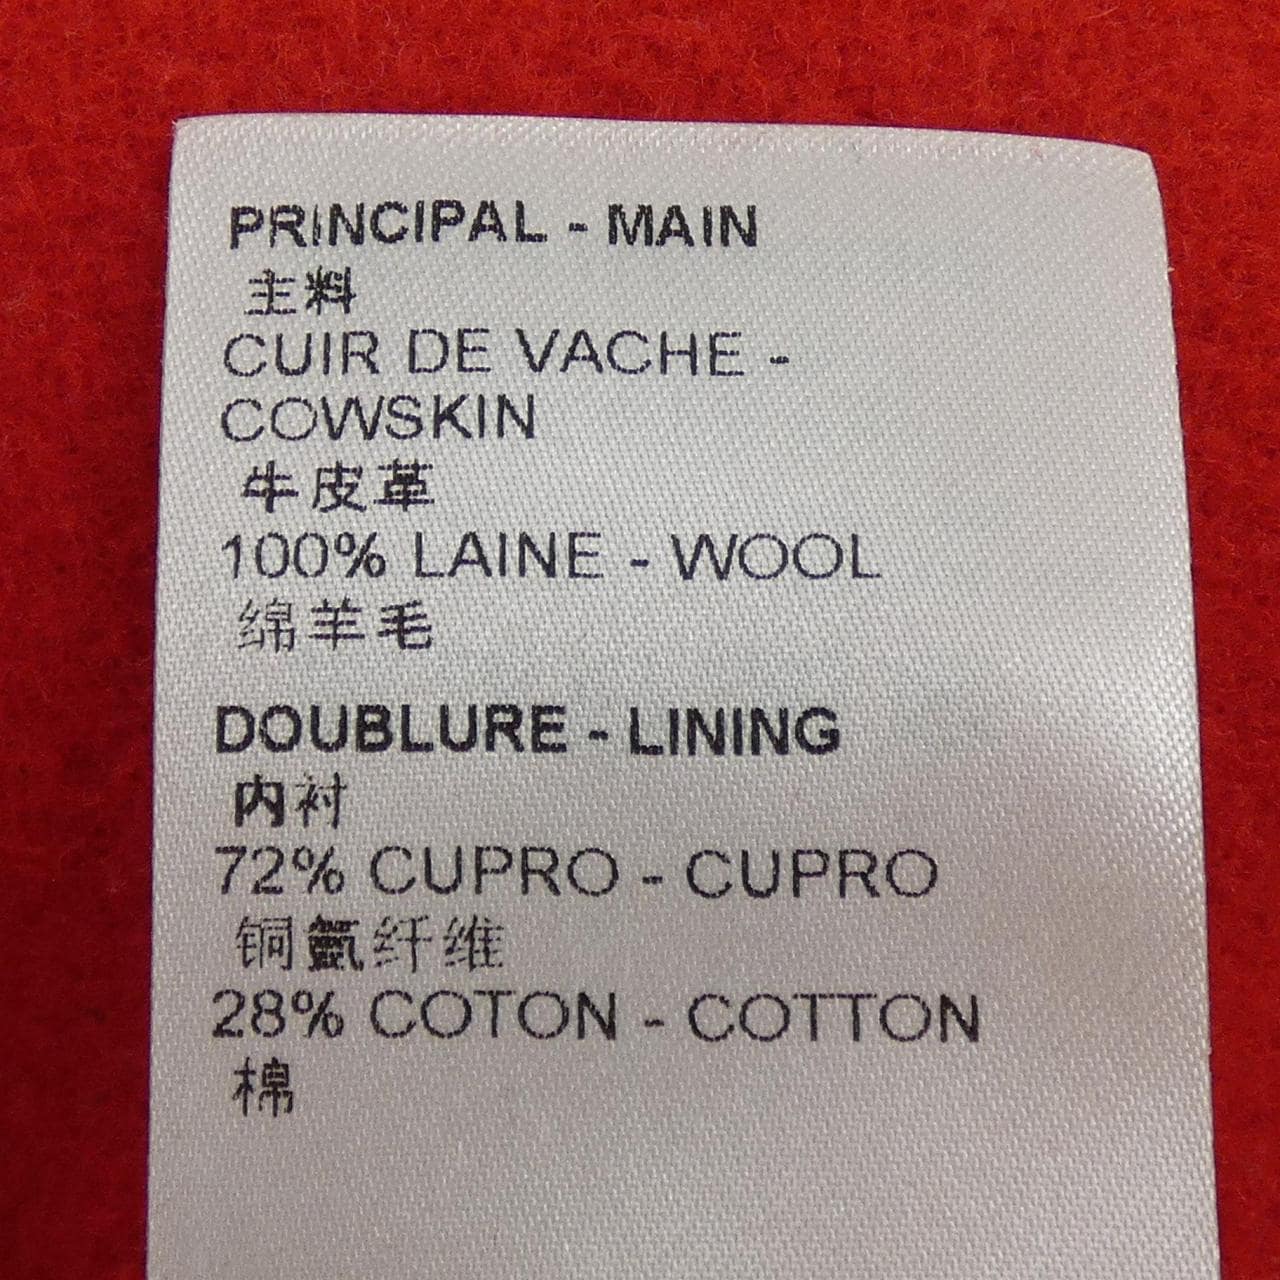 PRINCIPAL - MAIN
主料
CUIR DE VACHE -
COWSKIN
牛皮革
100% LAINE - WOOL
绵羊毛
DOUBLURE - LINING
内衬
72% CUPRO - CUPRO
铜氨纤维
28% COTON - COTTON
棉